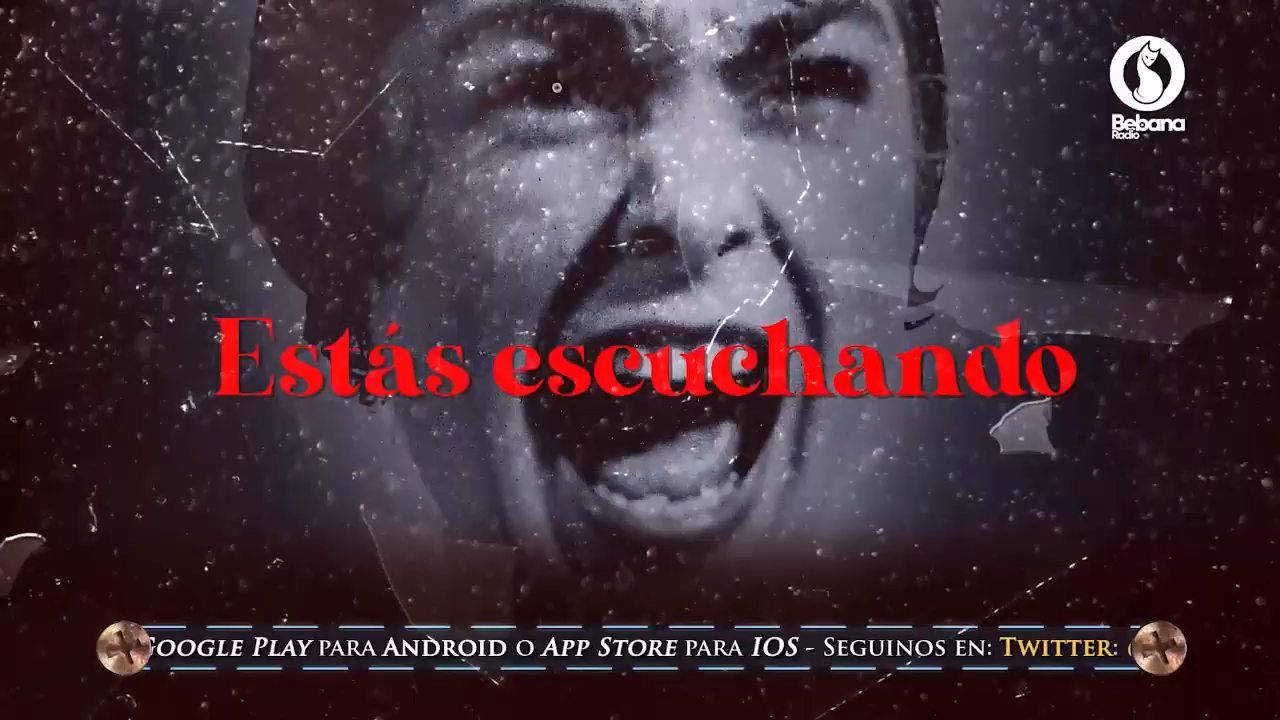 Bebana
Radio
Estás escuchando
GOOGLE PLAY PARA ANDROID O APP STORE PARA IOS - SEGUINOS EN: TWITTER: